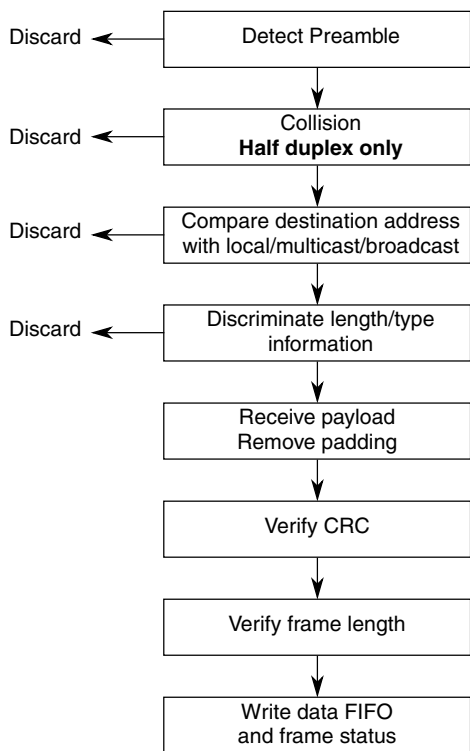 Discard
Detect Preamble
Discard
Collision
Half duplex only
Discard
Compare destination address
with local/multicast/broadcast
Discard
Discriminate length/type
information
Receive payload
Remove padding
Verify CRC
Verify frame length
Write data FIFO
and frame status